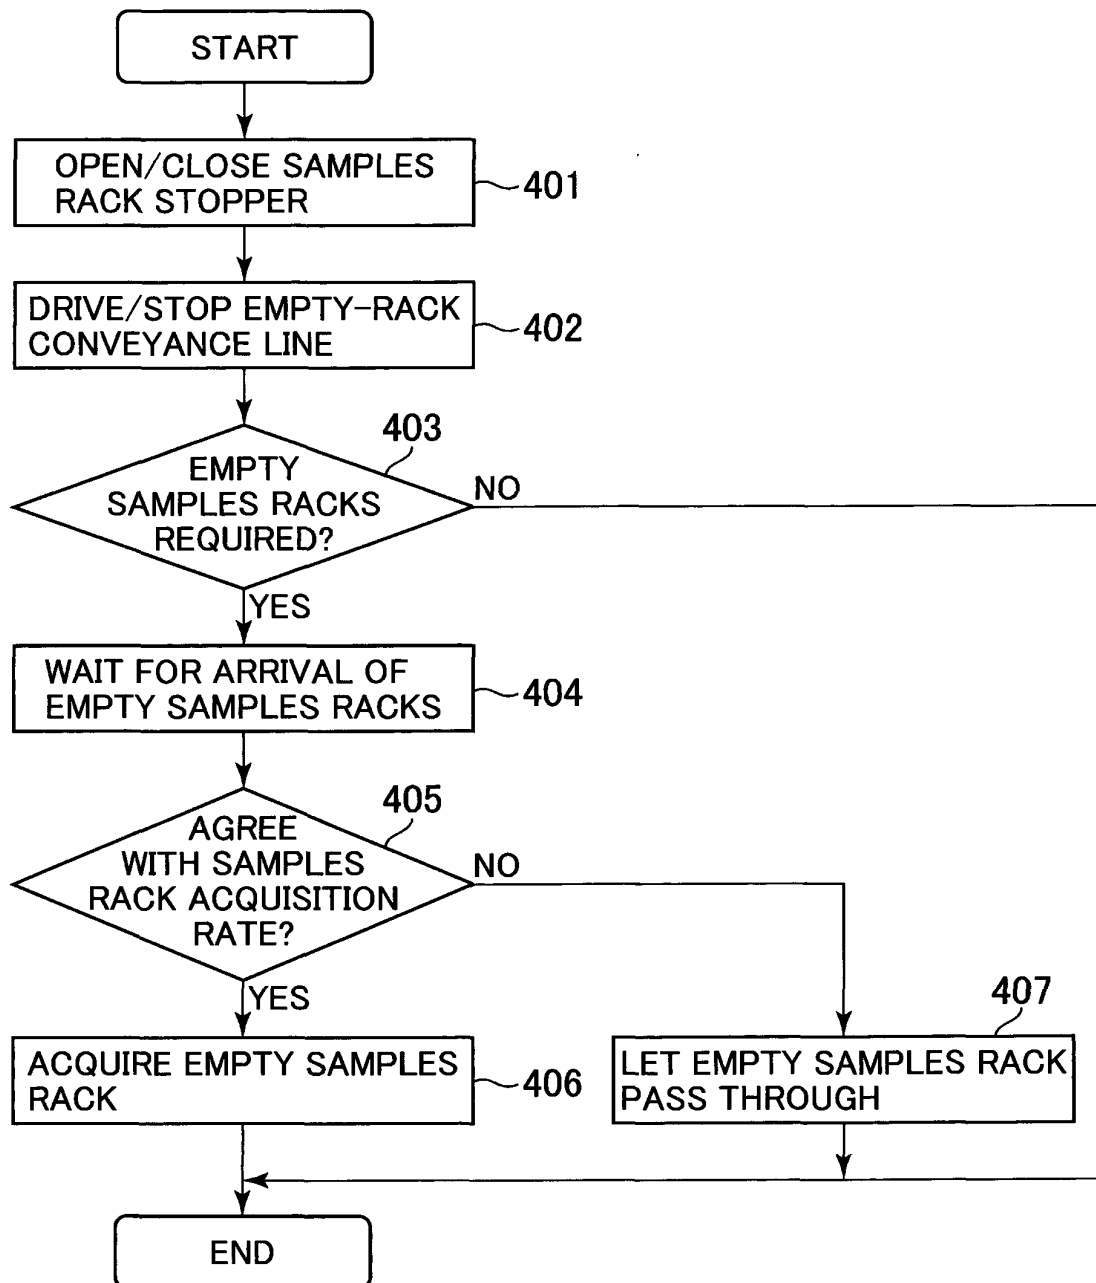 START
OPEN/CLOSE SAMPLES
RACK STOPPER
401
DRIVE/STOP EMPTY-RACK
CONVEYANCE LINE
402
403
EMPTY
SAMPLES RACKS
REQUIRED?
NO
YES
WAIT FOR ARRIVAL OF
EMPTY SAMPLES RACKS
404
405
AGREE
WITH SAMPLES
RACK ACQUISITION
RATE?
NO
YES
ACQUIRE EMPTY SAMPLES
RACK
406
407
LET EMPTY SAMPLES RACK
PASS THROUGH
END